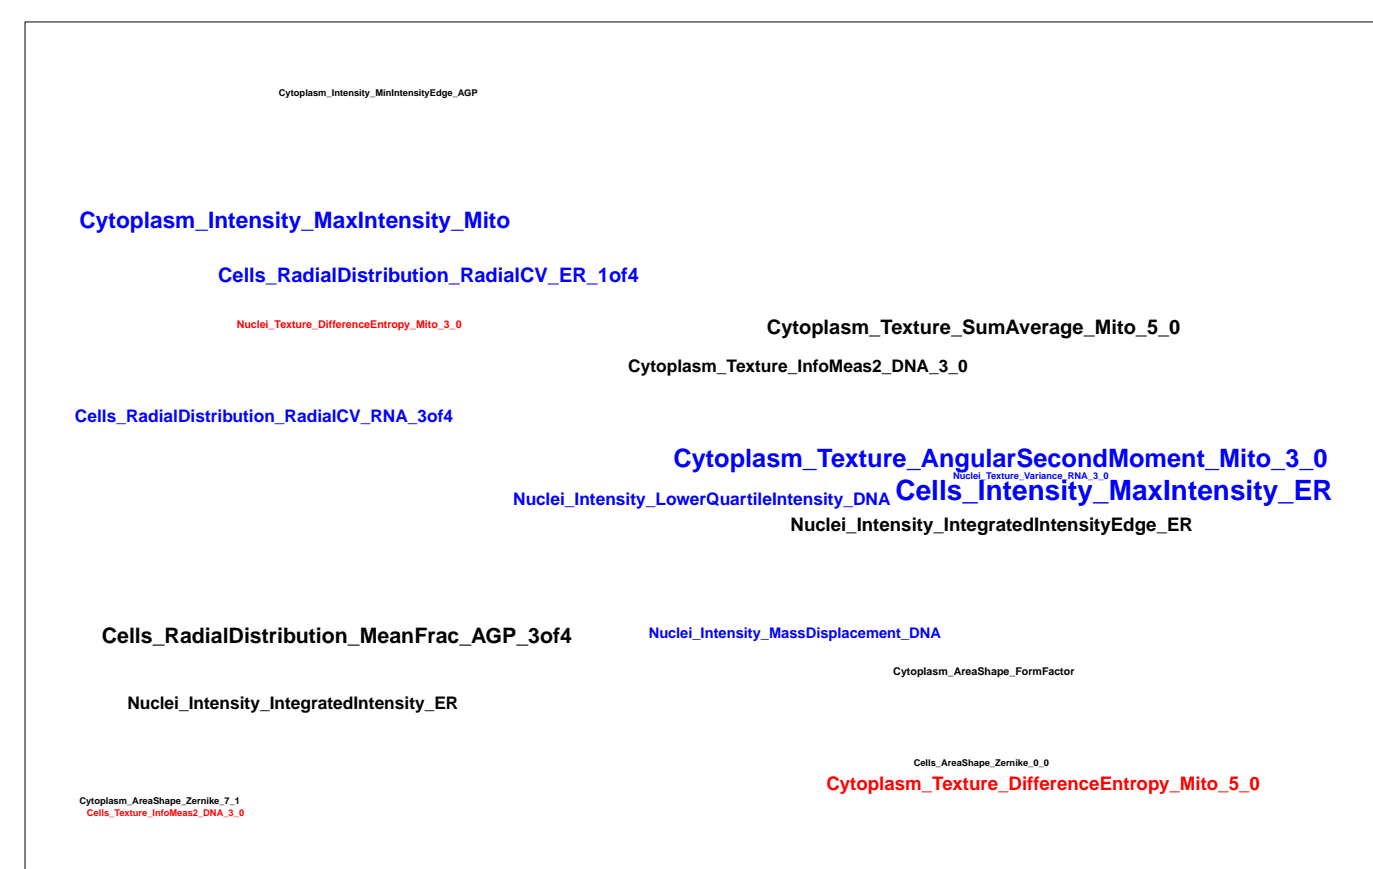 Cytoplasm_Intensity_MinIntensityEdge_AGP
Cytoplasm_Intensity_MaxIntensity_Mito
Cells_RadialDistribution_RadialCV_ER_1of4
Nuclei_Texture_DifferenceEntropy_Mito_3_0
Cytoplasm_Texture_SumAverage_Mito_5_0
Cytoplasm_Texture_InfoMeas2_DNA_3_0
Cells_RadialDistribution_RadialCV_RNA_3of4
Cytoplasm_Texture_AngularSecondMoment_Mito_3_0
Nuclei_Texture_Variance_RNA_3_0
Nuclei_Intensity_LowerQuartileIntensity_DNA
Cells_Intensity_MaxIntensity_ER
Nuclei_Intensity_IntegratedIntensityEdge_ER
Cells_RadialDistribution_MeanFrac_AGP_3of4
Nuclei_Intensity_MassDisplacement_DNA
Cytoplasm_AreaShape_FormFactor
Nuclei_Intensity_IntegratedIntensity_ER
Cells_AreaShape_Zernike_0_0
Cytoplasm_Texture_DifferenceEntropy_Mito_5_0
Cytoplasm_AreaShape_Zernike_7_1
Cells_Texture_InfoMeas2_DNA_3_0